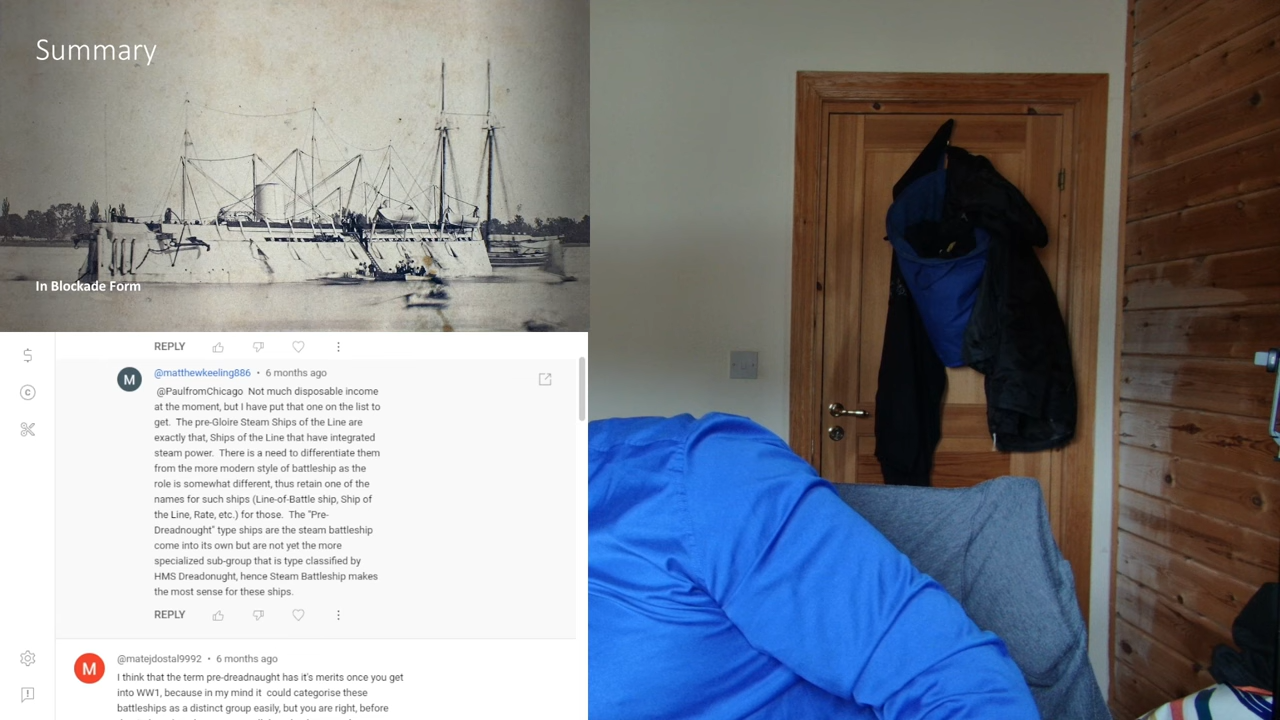 Summary
In Blockade Form
REPLY
M
@matthewkeeling886 • 6 months ago
@PaulfromChicago Not much disposable income
at the moment, but I have put that one on the list to
get. The pre-Gloire Steam Ships of the Line are
exactly that, Ships of the Line that have integrated
steam power. There is a need to differentiate them
from the more modern style of battleship as the
role is somewhat different, thus retain one of the
names for such ships (Line-of-Battle ship, Ship of
the Line, Rate, etc.) for those. The "Pre-
Dreadnought" type ships are the steam battleship
come into its own but are not yet the more
specialized sub-group that is type classified by
HMS Dreadonught, hence Steam Battleship makes
the most sense for these ships.
REPLY
M
@matejdostal9992 • 6 months ago
I think that the term pre-dreadnaught has it's merits once you get
into WW1, because in my mind it could categorise these
battleships as a distinct group easily, but you are right, before